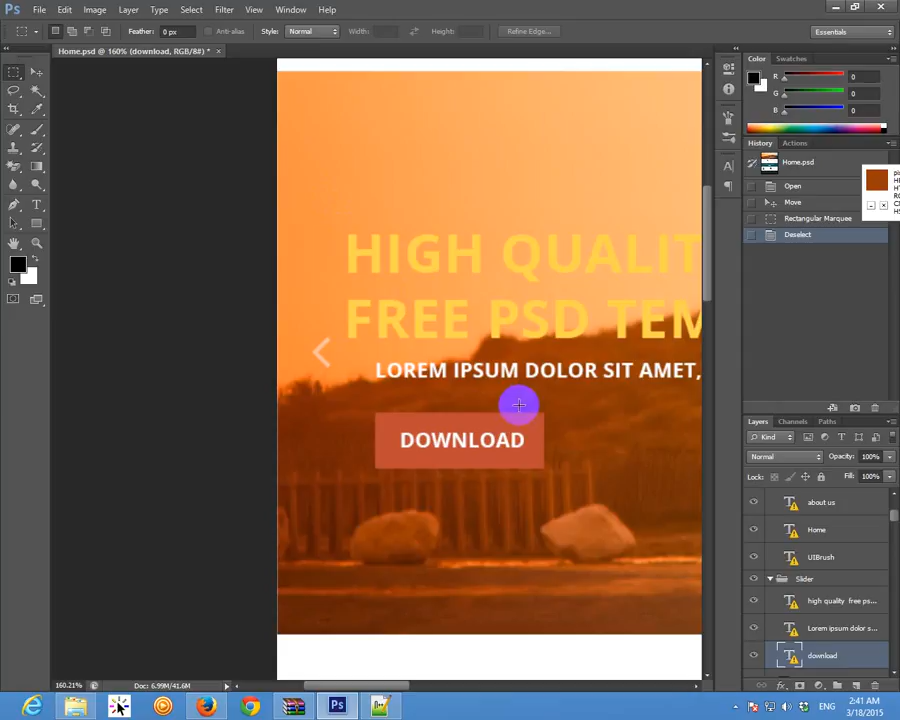 Ps File Edit Image Layer Type Select Filter View Window Help
Feather: 0 px Anti-alias Style: Normal Width: Height: Refine Edge... Essentials
Home.psd @ 160% (download, RGB/8#) * ×
Color Swatches
R 0
G 0
B 0
History Actions
Home.psd
Open
Move
Rectangular Marquee
Deselect
HIGH QUALIT
FREE PSD TEM
LOREM IPSUM DOLOR SIT AMET,
DOWNLOAD
Layers Channels Paths
Kind
Normal Opacity: 100%
Lock: Fill: 100%
about us
Home
UIBrush
Slider
high quality free ps...
Lorem ipsum dolor s...
download
160.21% Doc: 6.99M/41.6M
ENG 2:41 AM
3/18/2015